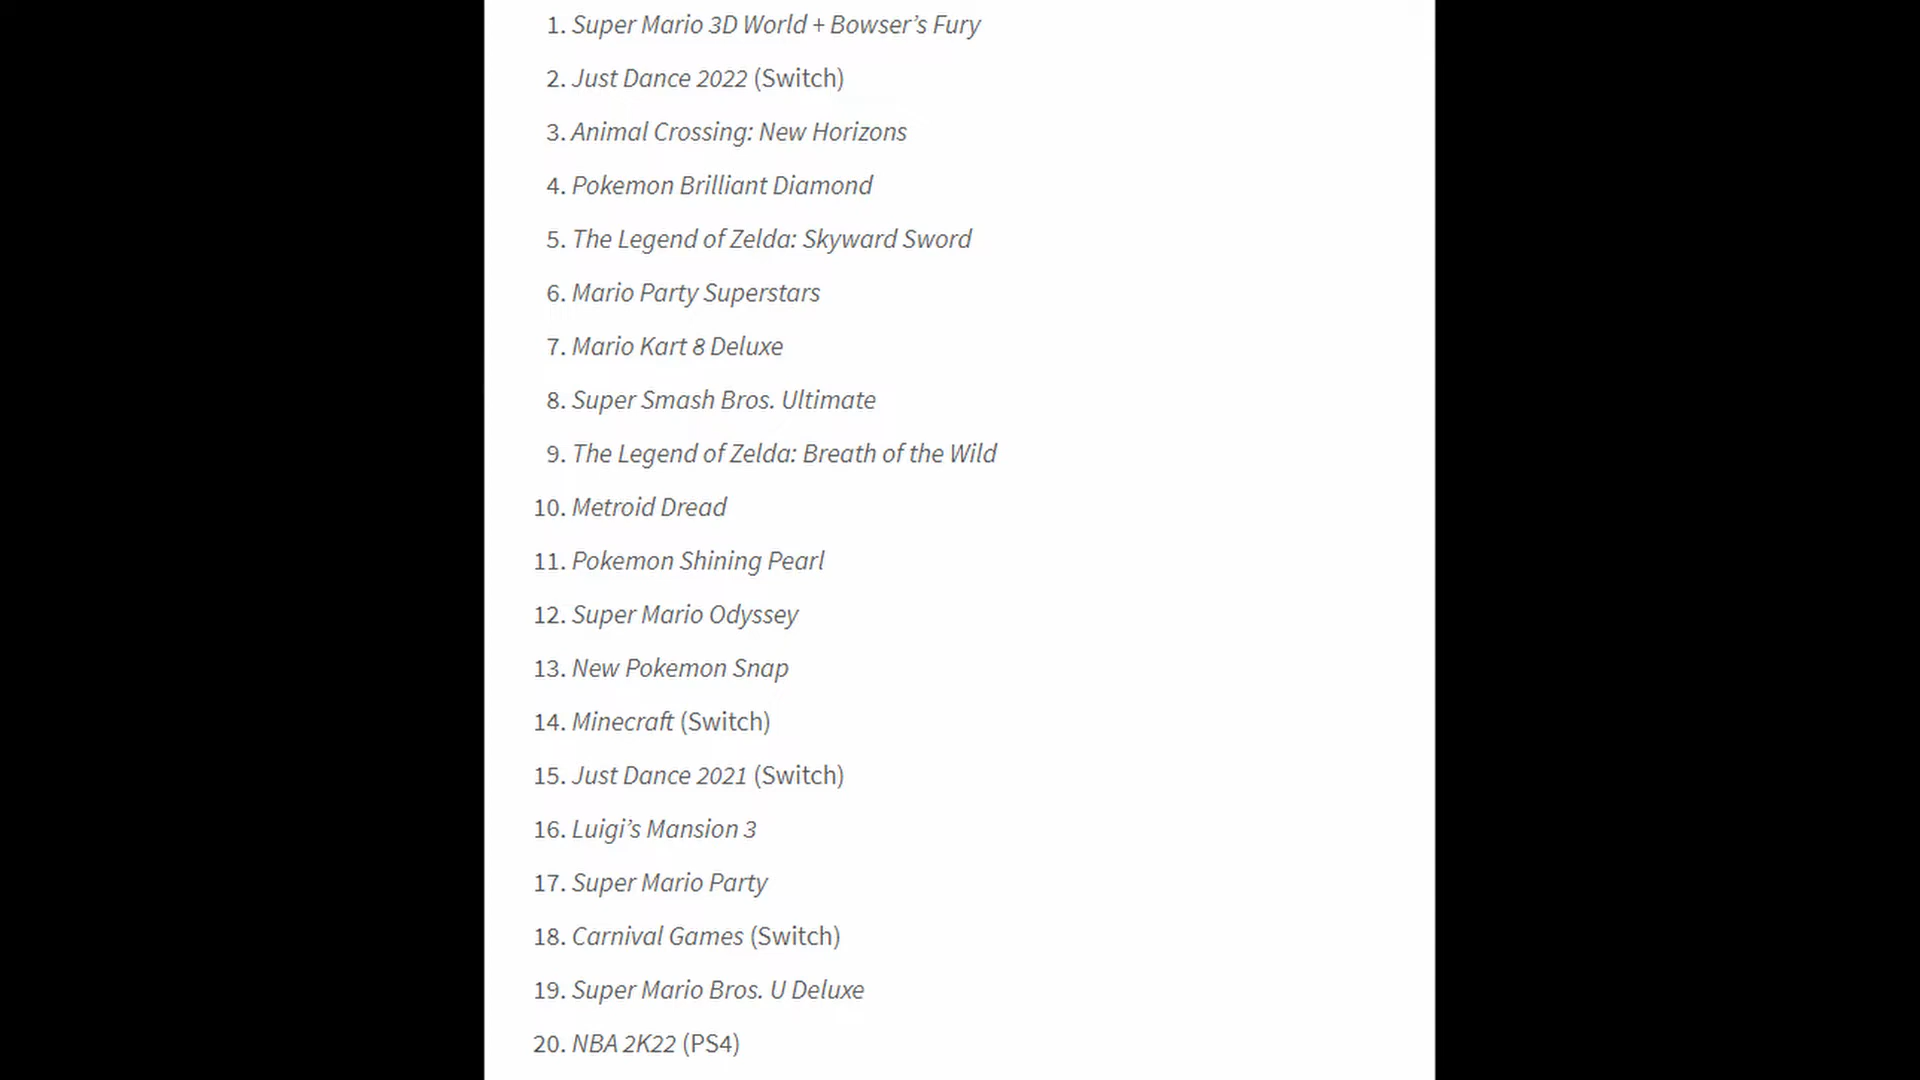 1. Super Mario 3D World + Bowser’s Fury
2. Just Dance 2022 (Switch)
3. Animal Crossing: New Horizons
4. Pokemon Brilliant Diamond
5. The Legend of Zelda: Skyward Sword
6. Mario Party Superstars
7. Mario Kart 8 Deluxe
8. Super Smash Bros. Ultimate
9. The Legend of Zelda: Breath of the Wild
10. Metroid Dread
11. Pokemon Shining Pearl
12. Super Mario Odyssey
13. New Pokemon Snap
14. Minecraft (Switch)
15. Just Dance 2021 (Switch)
16. Luigi’s Mansion 3
17. Super Mario Party
18. Carnival Games (Switch)
19. Super Mario Bros. U Deluxe
20. NBA 2K22 (PS4)